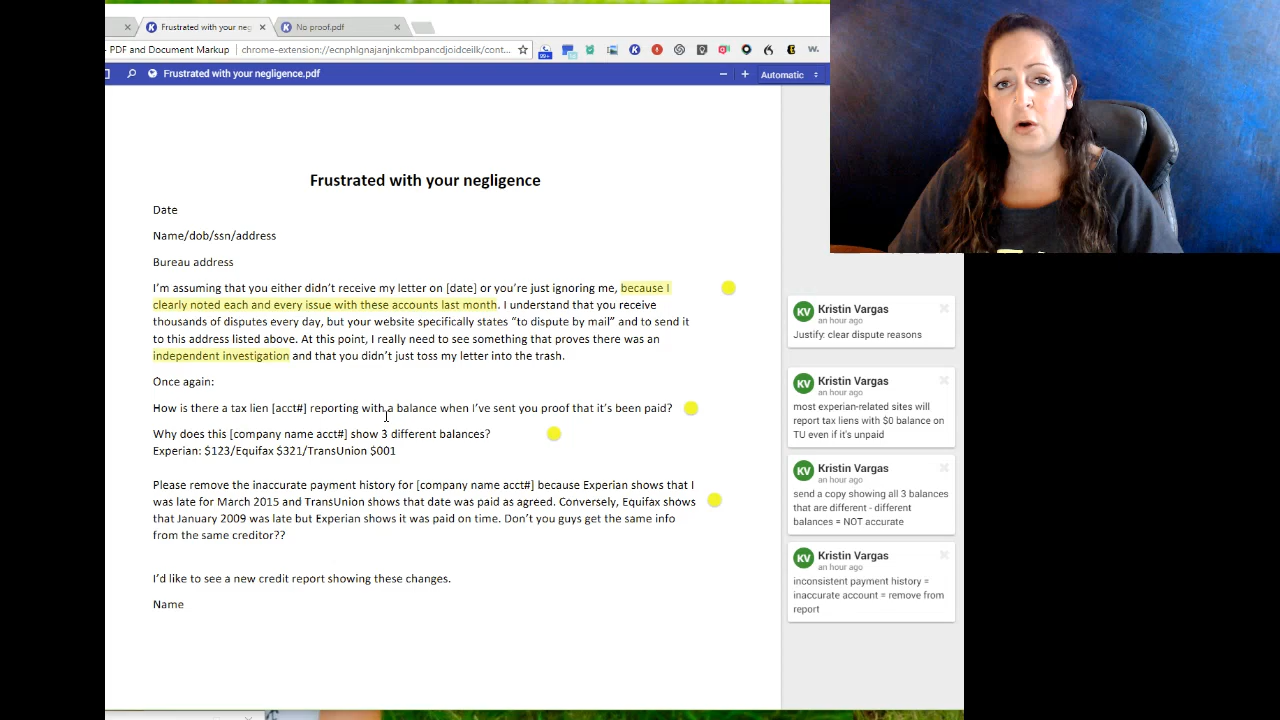 Frustrated with your neg
No proof.pdf
PDF and Document Markup
chrome-extension://ecnphlgnajanjnkcmbpancdjoidceilk/cont...
99+
w.
Frustrated with your negligence.pdf
Automatic
Frustrated with your negligence
Date
Name/dob/ssn/address
Bureau address
I'm assuming that you either didn't receive my letter on [date] or you're just ignoring me, because I
clearly noted each and every issue with these accounts last month. I understand that you receive
thousands of disputes every day, but your website specifically states “to dispute by mail” and to send it
to this address listed above. At this point, I really need to see something that proves there was an
independent investigation and that you didn't just toss my letter into the trash.
Once again:
How is there a tax lien [acct#] reporting with a balance when I've sent you proof that it's been paid?
Why does this [company name acct#] show 3 different balances?
Experian: $123/Equifax $321/TransUnion $001
Please remove the inaccurate payment history for [company name acct#] because Experian shows that I
was late for March 2015 and TransUnion shows that date was paid as agreed. Conversely, Equifax shows
that January 2009 was late but Experian shows it was paid on time. Don't you guys get the same info
from the same creditor??
I'd like to see a new credit report showing these changes.
Name
KV Kristin Vargas
an hour ago
Justify: clear dispute reasons
KV Kristin Vargas
an hour ago
most experian-related sites will
report tax liens with $0 balance on
TU even if it's unpaid
KV Kristin Vargas
an hour ago
send a copy showing all 3 balances
that are different - different
balances = NOT accurate
KV Kristin Vargas
an hour ago
inconsistent payment history =
inaccurate account = remove from
report